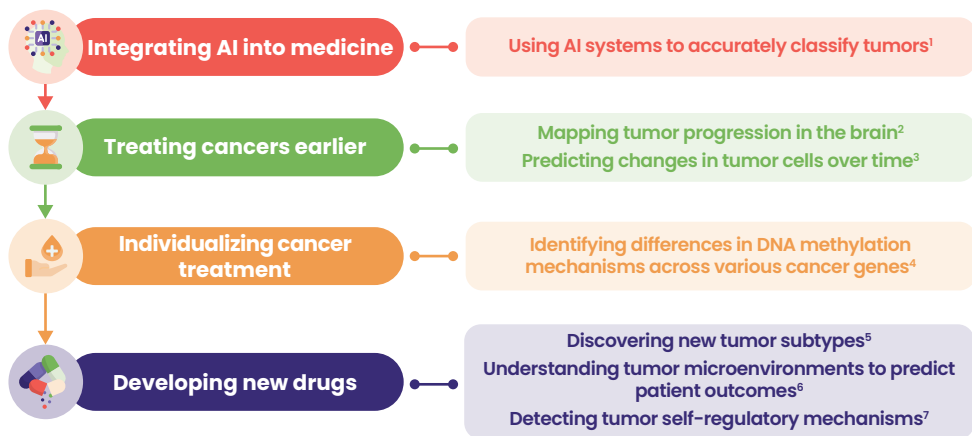 AI
Integrating AI into medicine
Using AI systems to accurately classify tumors¹
Treating cancers earlier
Mapping tumor progression in the brain²
Predicting changes in tumor cells over time³
Individualizing cancer
treatment
Identifying differences in DNA methylation
mechanisms across various cancer genes⁴
Developing new drugs
Discovering new tumor subtypes⁵
Understanding tumor microenvironments to predict
patient outcomes⁶
Detecting tumor self-regulatory mechanisms⁷